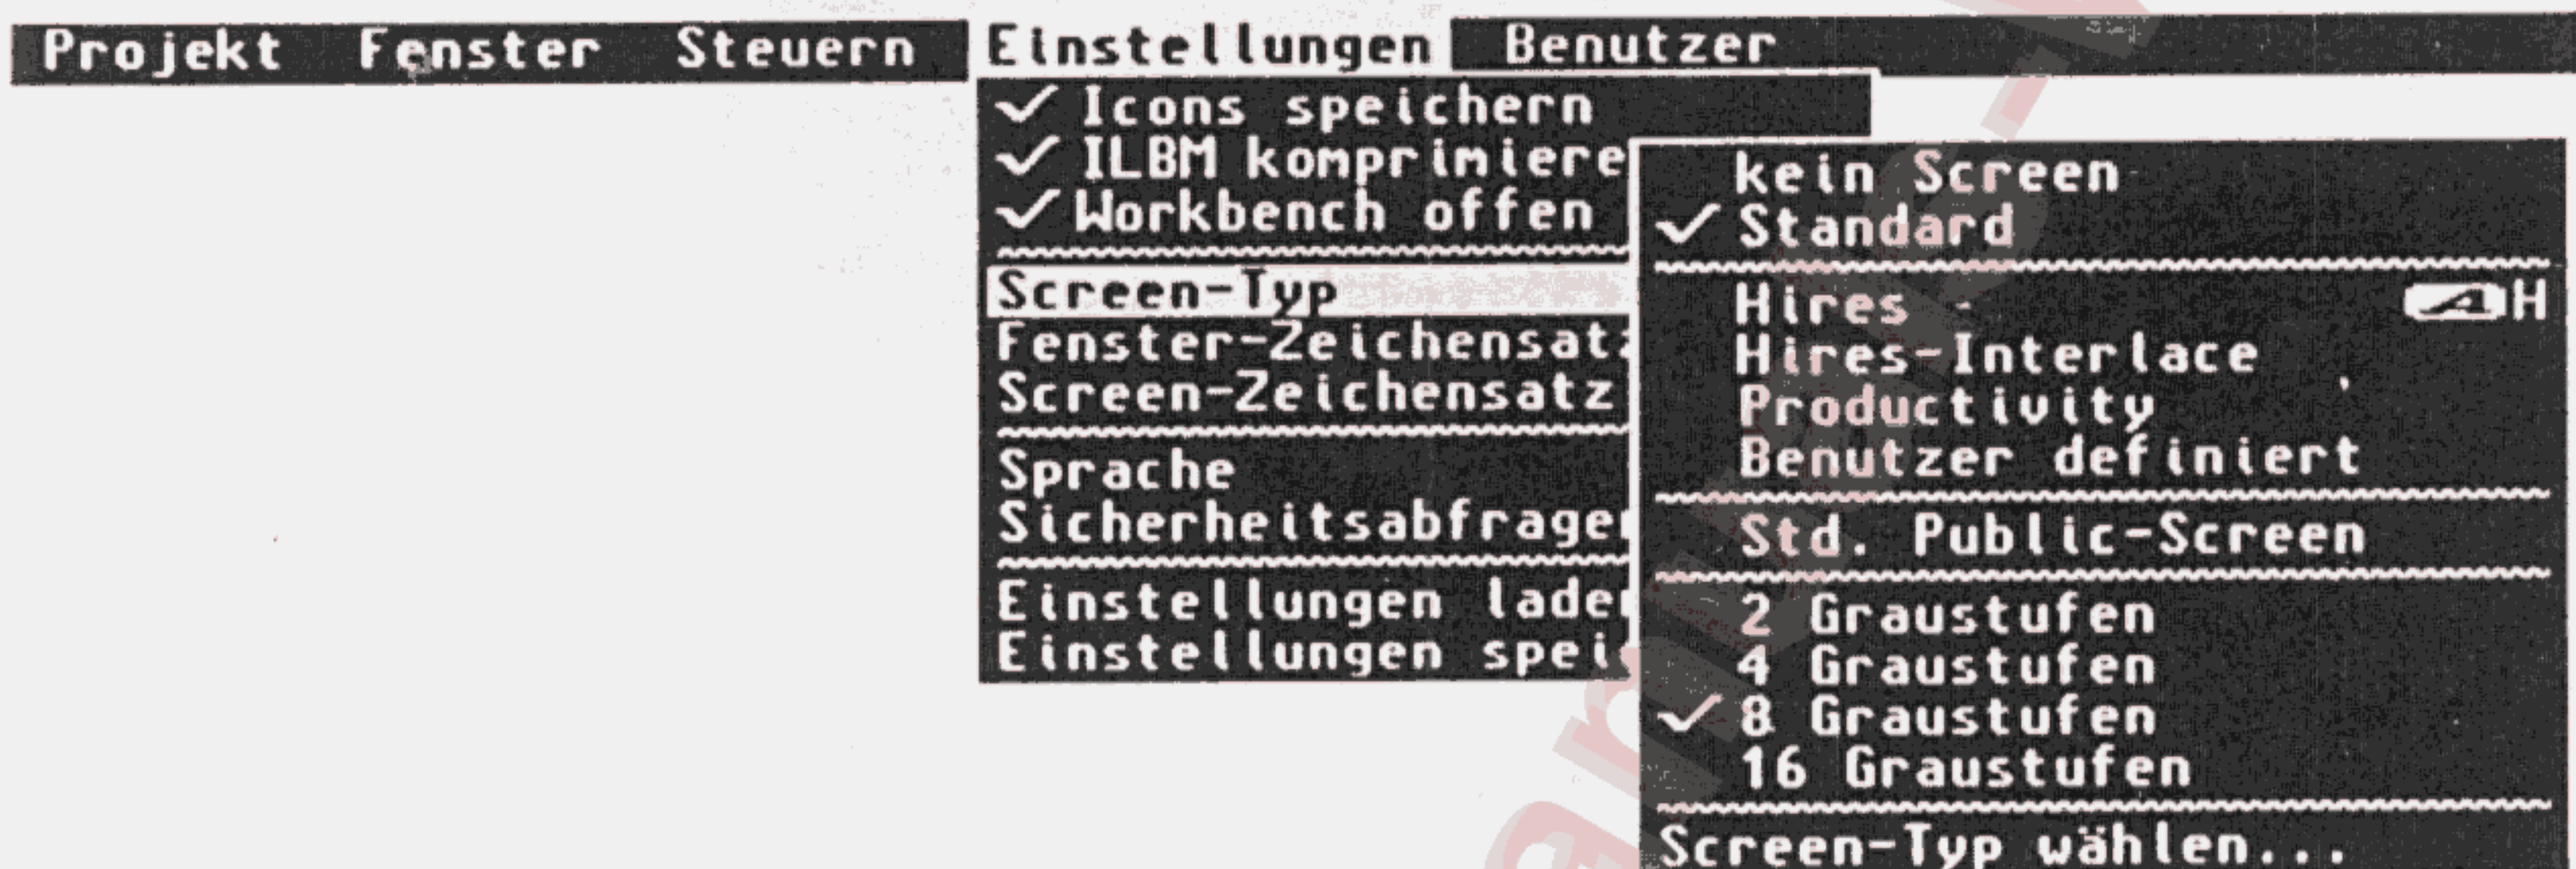 Projekt Fenster Steuern Einstellungen Benutzer
✓ Icons speichern
✓ ILBM komprimiere
✓ Workbench offen
Screen-Typ
Fenster-Zeichensatz
Screen-Zeichensatz
Sprache
Sicherheitsabfrage
Einstellungen lade
Einstellungen spei
kein Screen
✓ Standard
Hires A H
Hires-Interlace
Productivity
Benutzer definiert
Std. Public-Screen
2 Graustufen
4 Graustufen
✓ 8 Graustufen
16 Graustufen
Screen-Typ wählen...